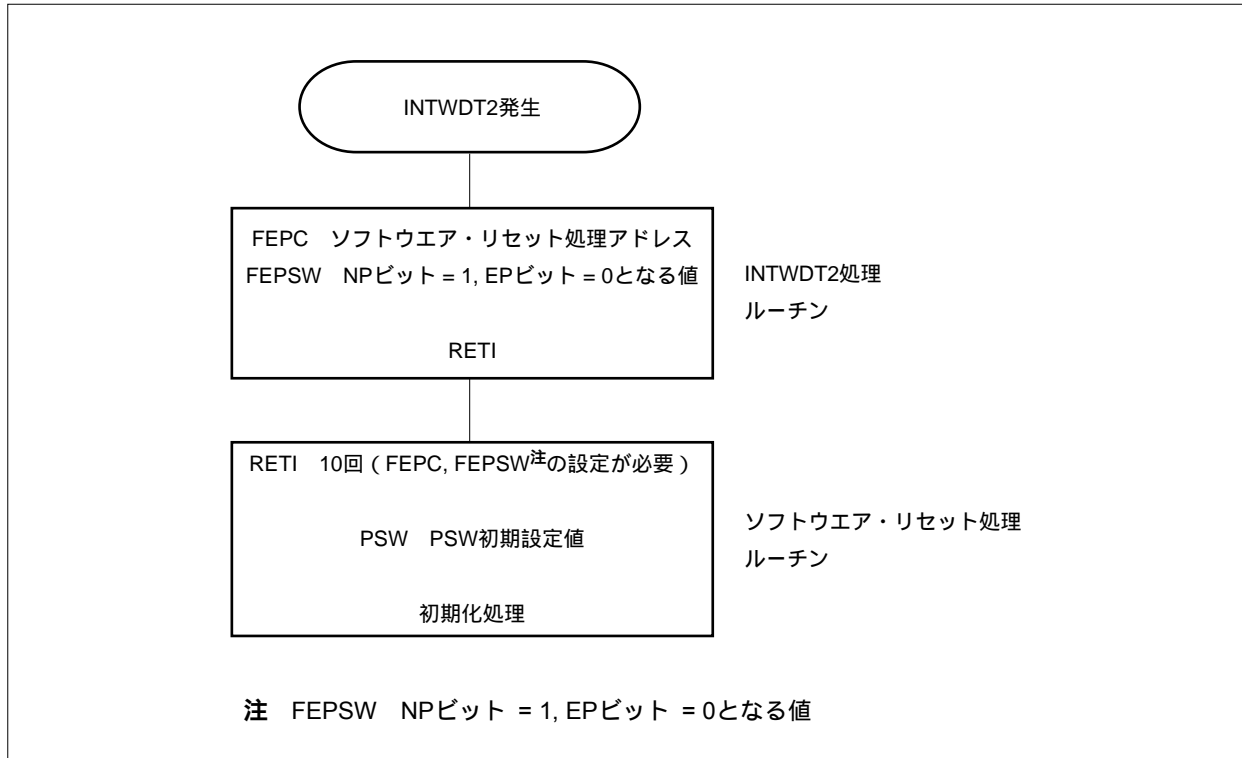 INTWDT2発生
FEPC ソフトウエア・リセット処理アドレス
FEPSW NPビット = 1, EPビット = 0となる値
RETI
INTWDT2処理
ルーチン
RETI 10回（FEPC, FEPSW注の設定が必要）
PSW PSW初期設定値
初期化処理
ソフトウエア・リセット処理
ルーチン
注 FEPSW NPビット = 1, EPビット = 0となる値